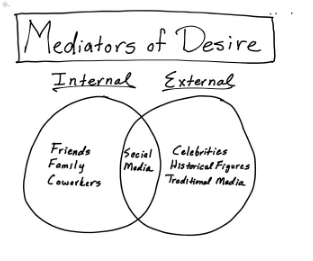 Mediators of Desire
Internal External
Friends
Family
Coworkers
Social
Media
Celebrities
Historical Figures
Traditional Media